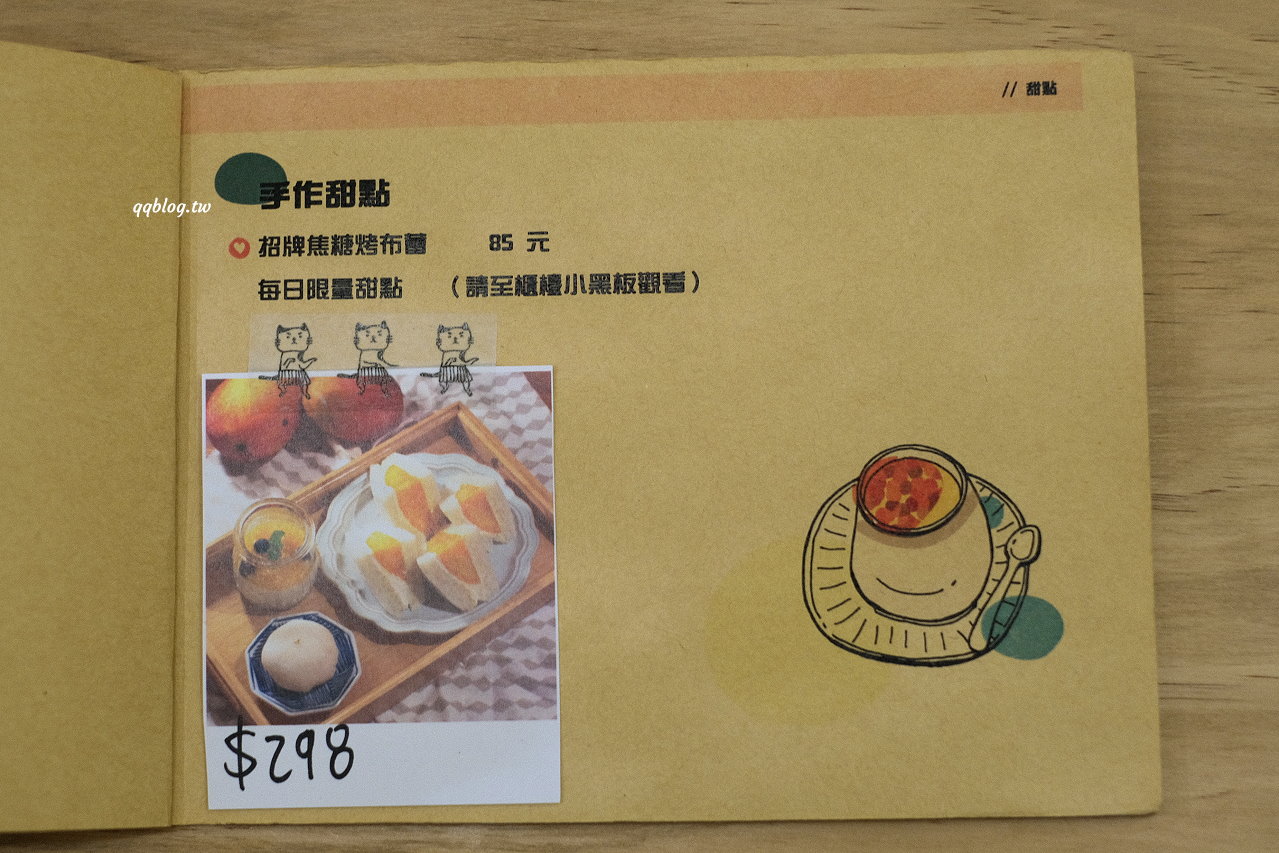 // 甜點
手作甜點
qqblog.tw
招牌焦糖烤布蕾 85 元
每日限量甜點 （請至櫃檯小黑板觀看）
$298